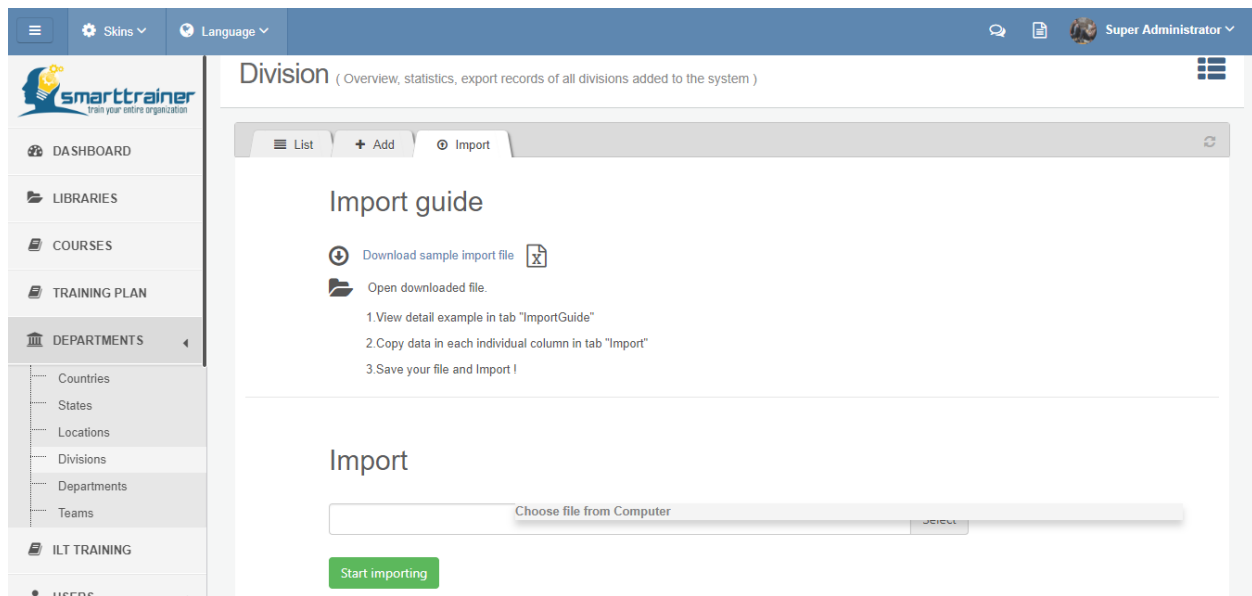 Skins
Language
Super Administrator
smarttrainer
train your entire organization
DASHBOARD
LIBRARIES
COURSES
TRAINING PLAN
DEPARTMENTS
Countries
States
Locations
Divisions
Departments
Teams
ILT TRAINING
USERS
Division ( Overview, statistics, export records of all divisions added to the system )
List
Add
Import
Import guide
Download sample import file
Open downloaded file.
1.View detail example in tab "ImportGuide"
2.Copy data in each individual column in tab "Import"
3.Save your file and Import !
Import
Choose file from Computer
Select
Start importing